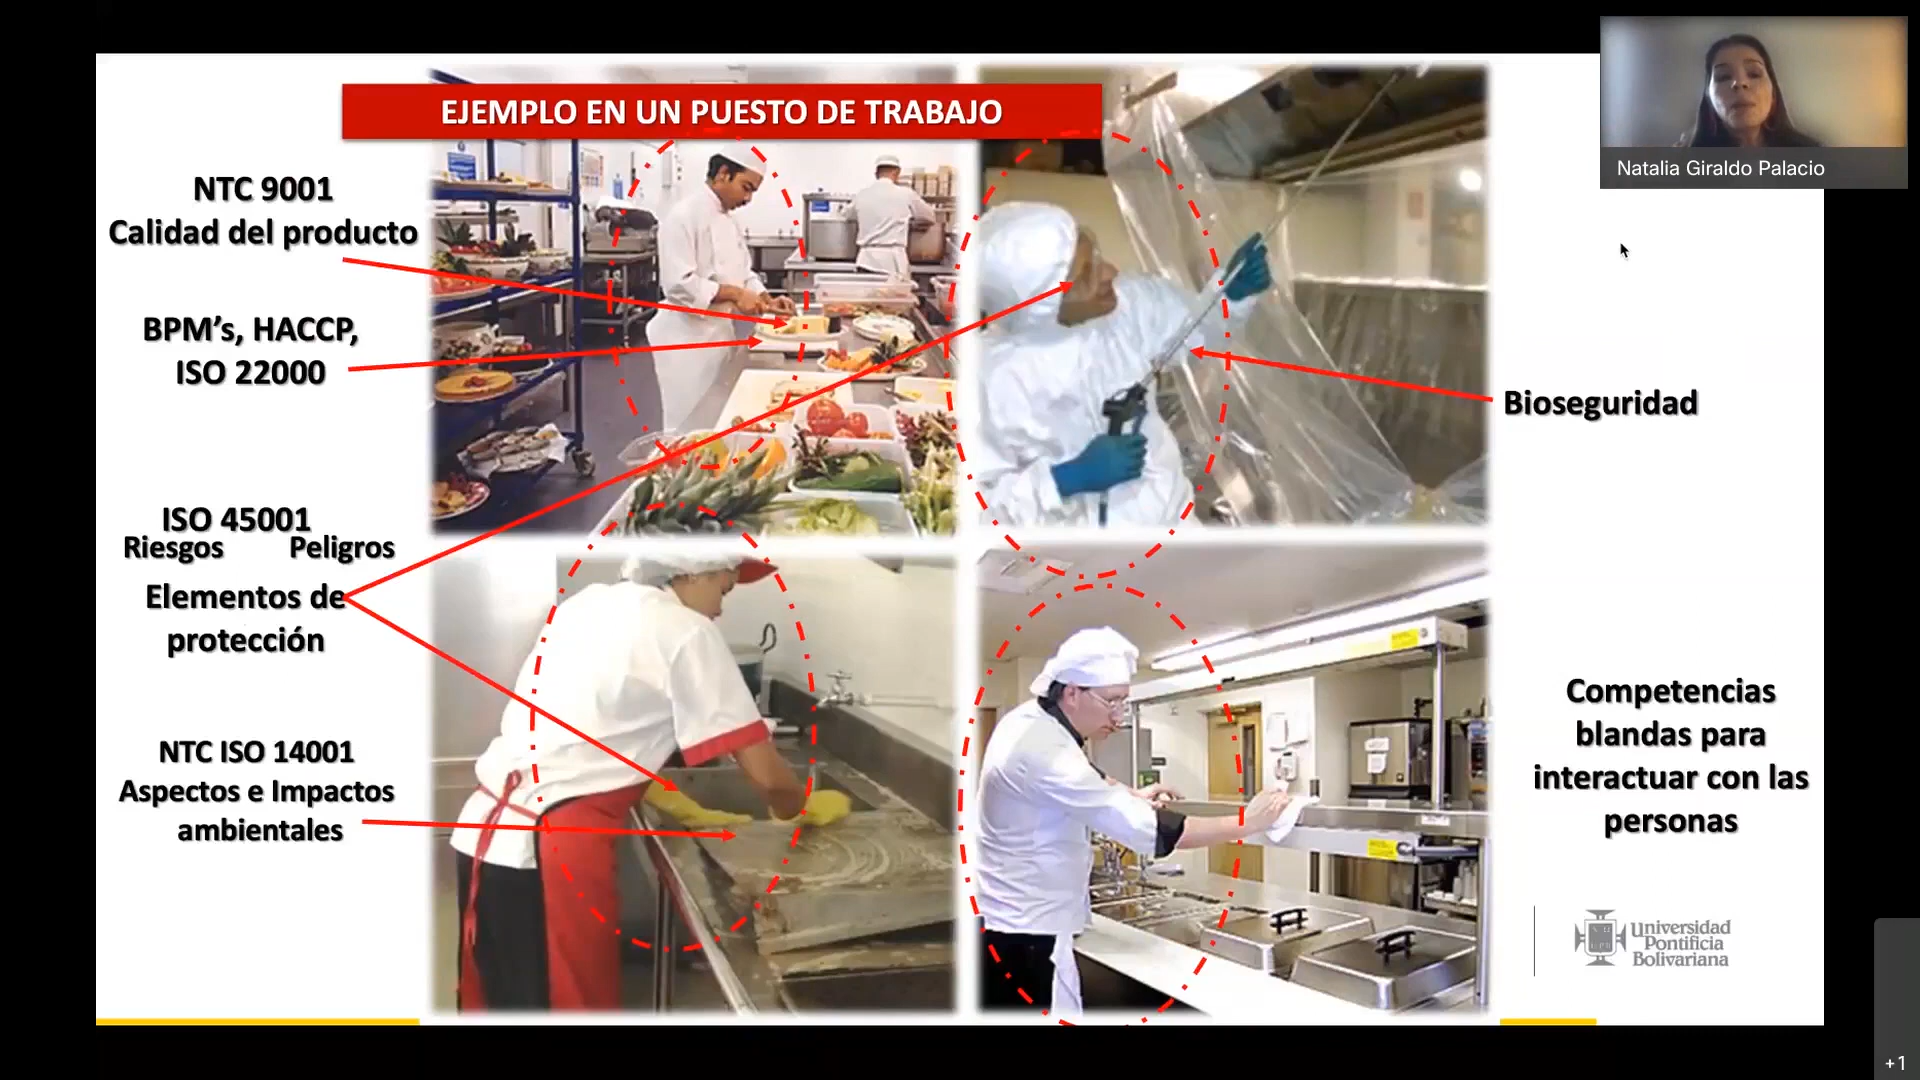 EJEMPLO EN UN PUESTO DE TRABAJO
Natalia Giraldo Palacio
NTC 9001
Calidad del producto
BPM's, HACCP,
ISO 22000
Bioseguridad
ISO 45001
Riesgos Peligros
Elementos de
protección
NTC ISO 14001
Aspectos e Impactos
ambientales
Competencias
blandas para
interactuar con las
personas
Universidad
Pontificia
Bolivariana
+1